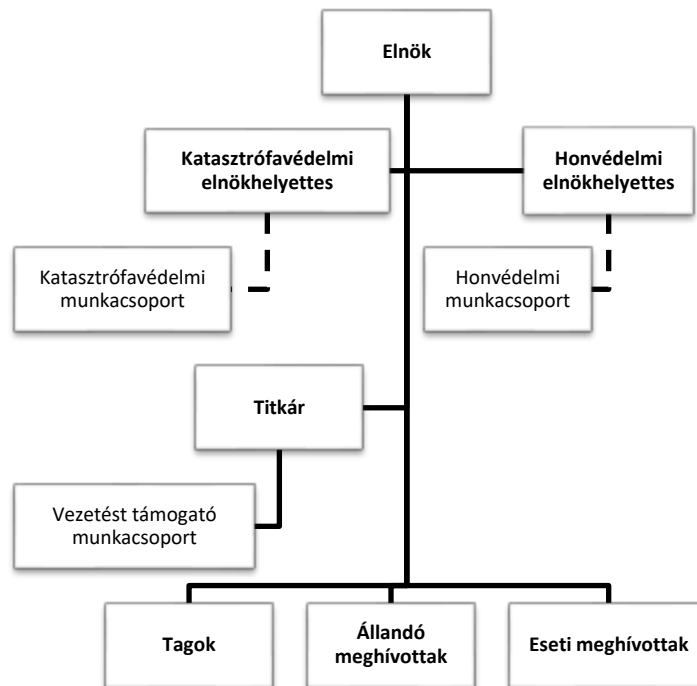 Elnök
Katasztrófavédelmi
elnökhelyettes
Honvédelmi
elnökhelyettes
Katasztrófavédelmi
munkacsoport
Honvédelmi
munkacsoport
Titkár
Vezetést támogató
munkacsoport
Tagok
Állandó
meghívottak
Eseti meghívottak